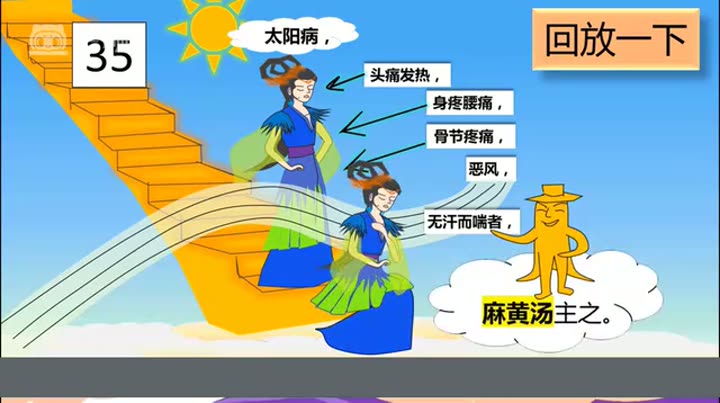 35
回放一下
太阳病，
头痛发热，
身疼腰痛，
骨节疼痛，
恶风，
无汗而喘者，
麻黄汤主之。